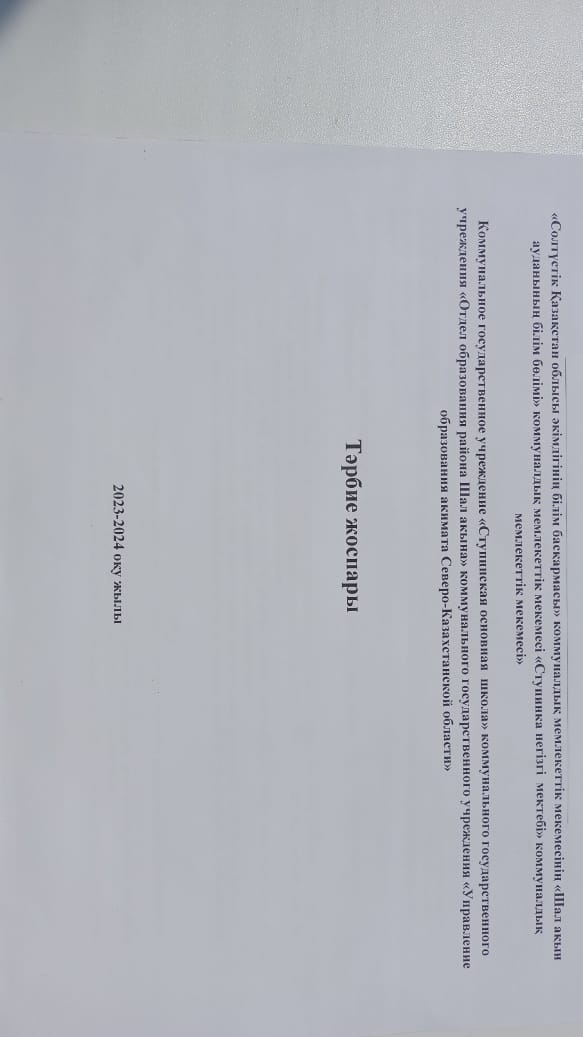 «Солтүстік Қазақстан облысы әкімдігінің білім басқармасы» коммуналдық мемлекеттік мекемесінің «Шал ақын
ауданының білім бөлімі» коммуналдық мемлекеттік мекемесі «Ступинка негізгі мектебі» коммуналдық
мемлекеттік мекемесі»
Коммунальное государственное учреждение «Ступинская основная школа» коммунального государственного
учреждения «Отдел образования района Шал акына» коммунального государственного учреждения «Управление
образования акимата Северо-Казахстанской области»
Тәрбие жоспары
2023-2024 оқу жылы